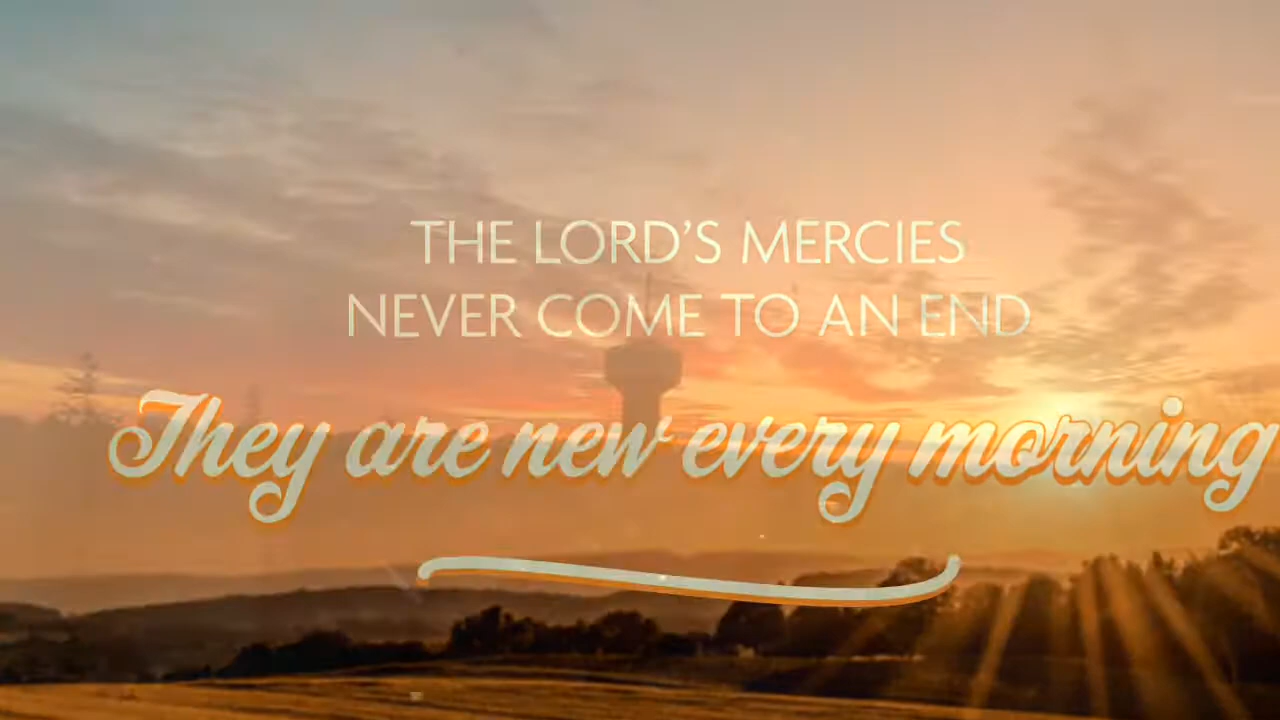 THE LORD’S MERCIES
NEVER COME TO AN END
They are new every morning